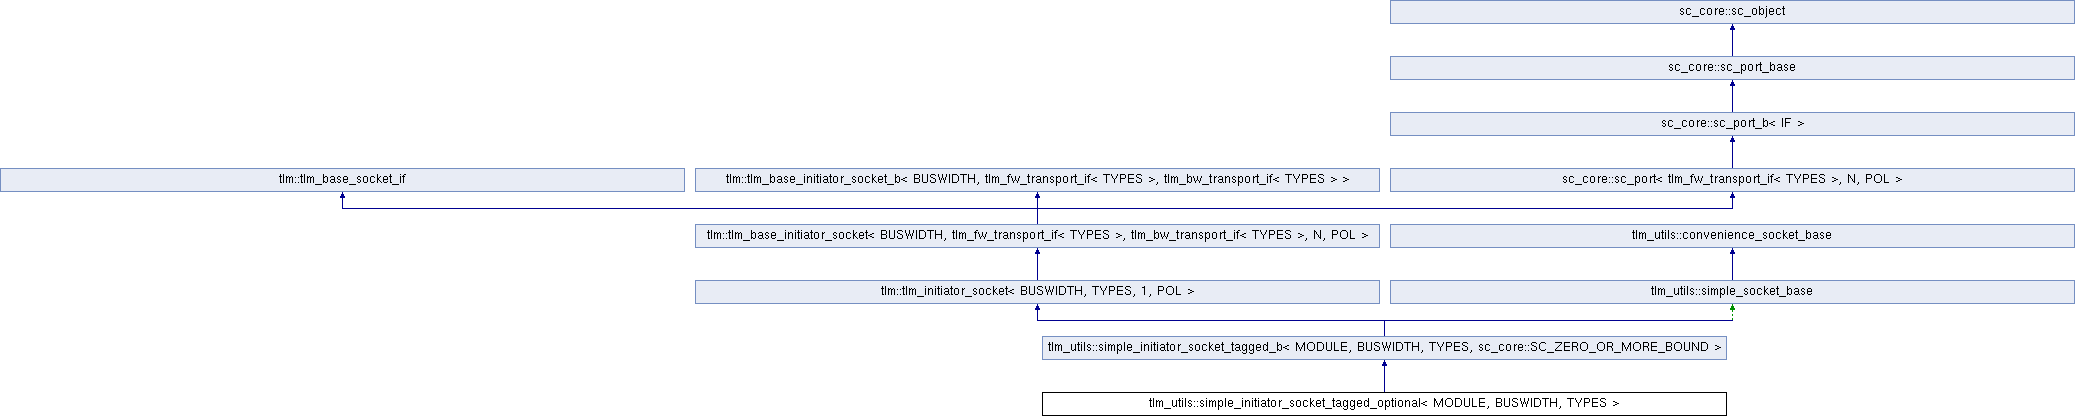 sc_core::sc_object
sc_core::sc_port_base
sc_core::sc_port_b< IF >
tlm::tlm_base_socket_if
tlm::tlm_base_initiator_socket_b< BUSWIDTH, tlm_fw_transport_if< TYPES >, tlm_bw_transport_if< TYPES > >
sc_core::sc_port< tlm_fw_transport_if< TYPES >, N, POL >
tlm::tlm_base_initiator_socket< BUSWIDTH, tlm_fw_transport_if< TYPES >, tlm_bw_transport_if< TYPES >, N, POL >
tlm_utils::convenience_socket_base
tlm::tlm_initiator_socket< BUSWIDTH, TYPES, 1, POL >
tlm_utils::simple_socket_base
tlm_utils::simple_initiator_socket_tagged_b< MODULE, BUSWIDTH, TYPES, sc_core::SC_ZERO_OR_MORE_BOUND >
tlm_utils::simple_initiator_socket_tagged_optional< MODULE, BUSWIDTH, TYPES >